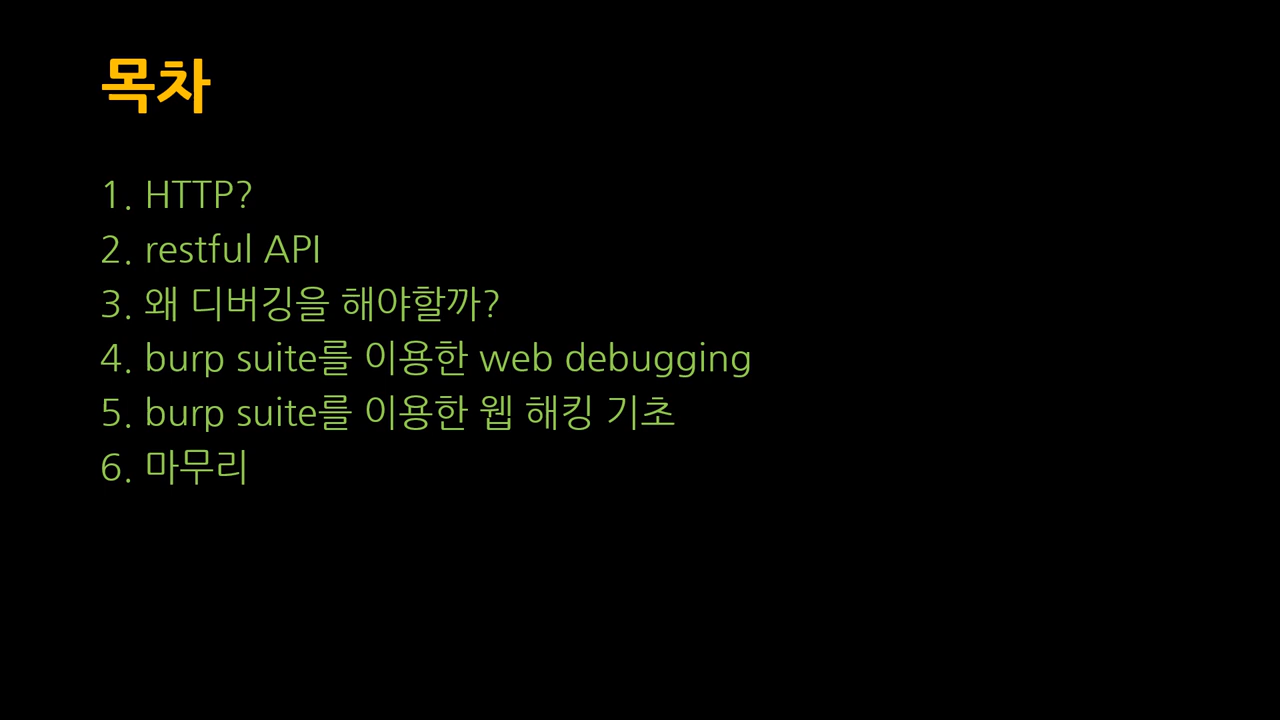 목차
1. HTTP?
2. restful API
3. 왜 디버깅을 해야할까?
4. burp suite를 이용한 web debugging
5. burp suite를 이용한 웹 해킹 기초
6. 마무리